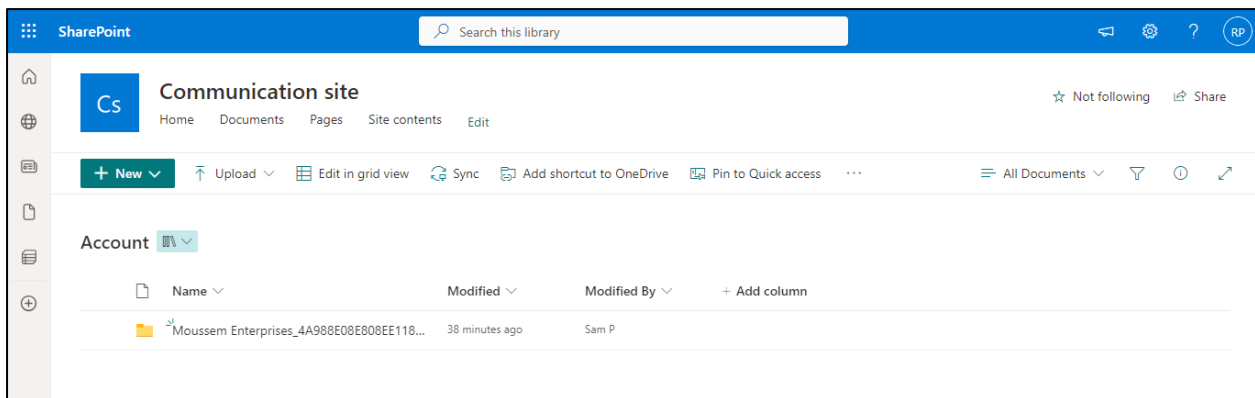 SharePoint
Search this library
RP
Cs
Communication site
Home Documents Pages Site contents Edit
Not following Share
+ New Upload Edit in grid view Sync Add shortcut to OneDrive Pin to Quick access ... All Documents
Account
Name Modified Modified By + Add column
Moussem Enterprises_4A988E08E808EE118... 38 minutes ago Sam P